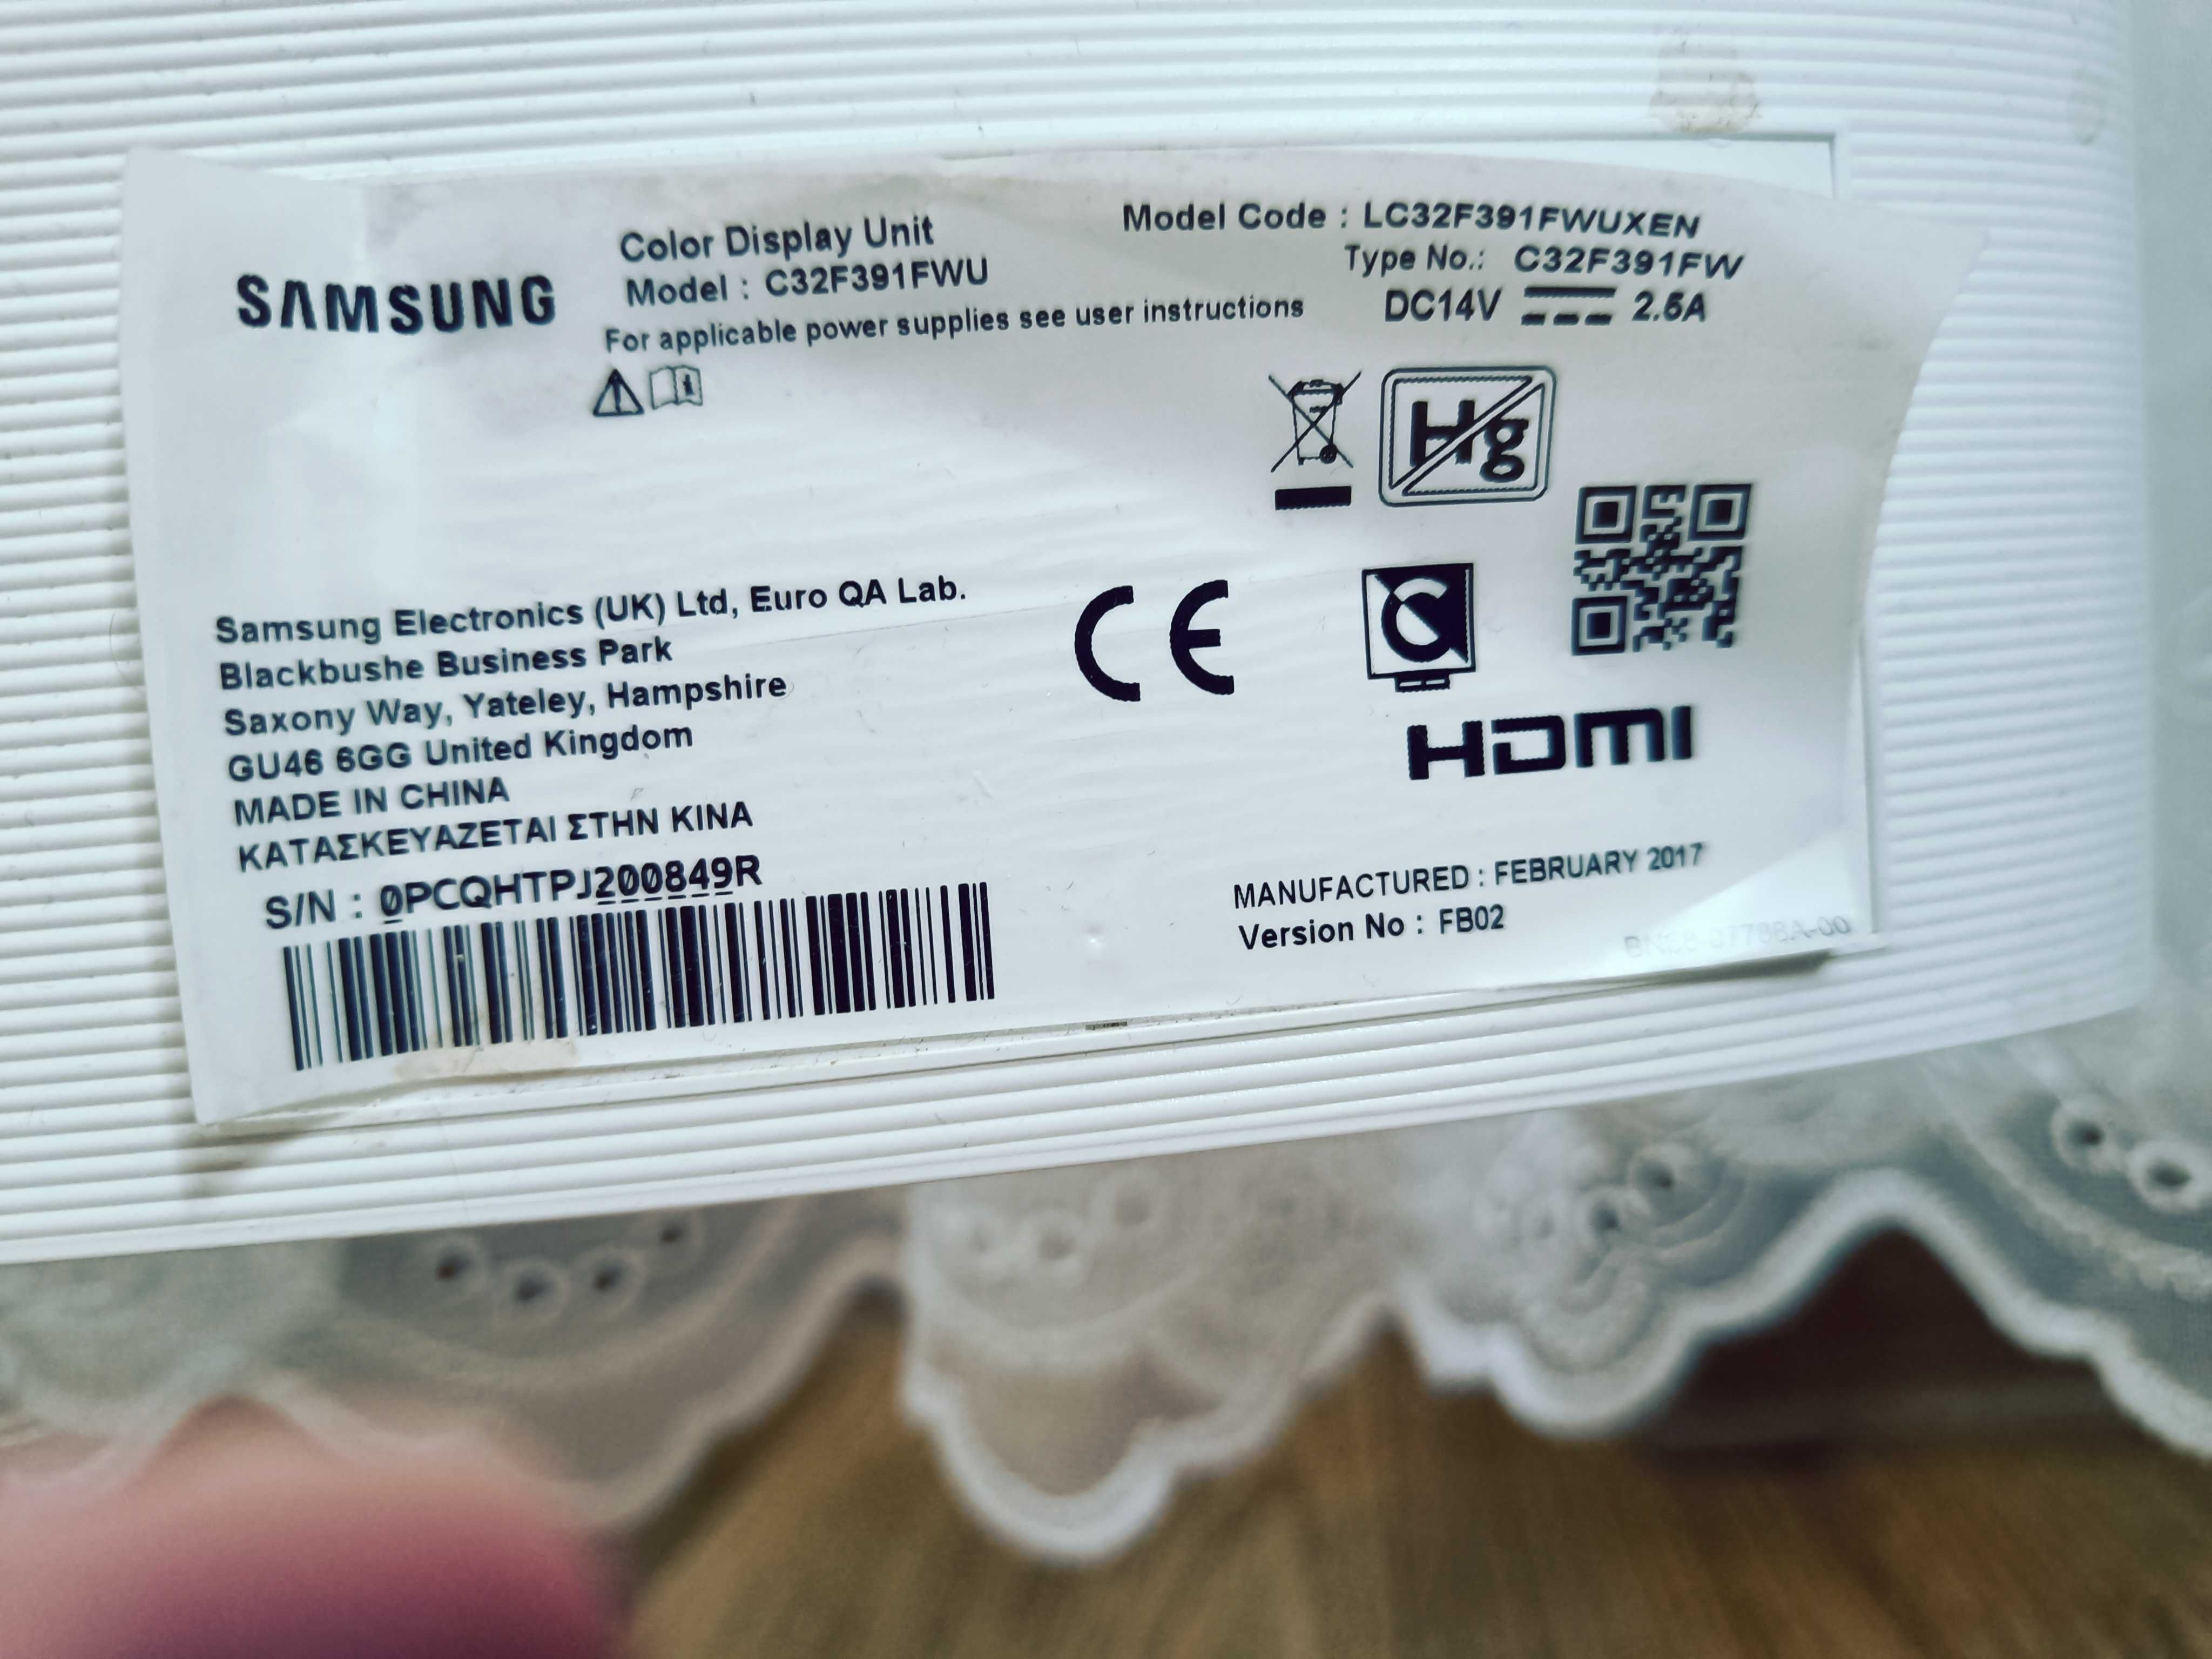 SAMSUNG
Color Display Unit
Model : C32F391FWU
For applicable power supplies see user instructions
Model Code : LC32F391FWUXEN
Type No.: C32F391FW
DC14V 2.5A
Hg
Samsung Electronics (UK) Ltd, Euro QA Lab.
Blackbushe Business Park
Saxony Way, Yateley, Hampshire
GU46 6GG United Kingdom
MADE IN CHINA
ΚΑΤΑΣΚΕΥΑΖΕΤΑΙ ΣΤΗΝ ΚΙΝΑ
S/N : 0PCQHTPJ200849R
CE
C
HDMI
MANUFACTURED : FEBRUARY 2017
Version No : FB02